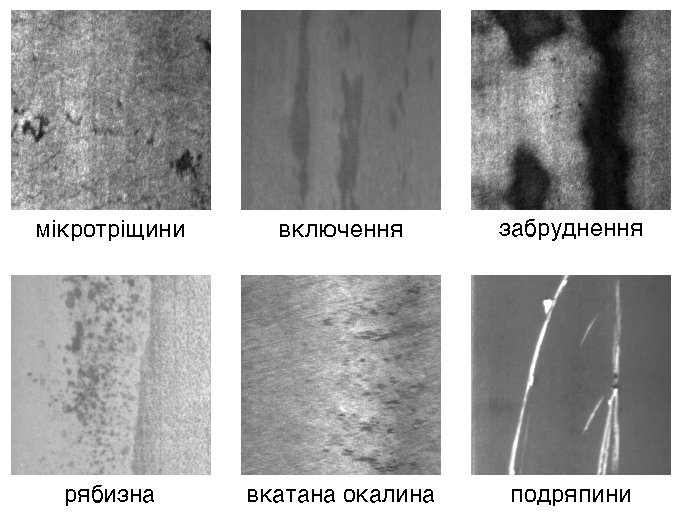 мікротріщини
включення
забруднення
рябизна
вкатана окалина
подряпини